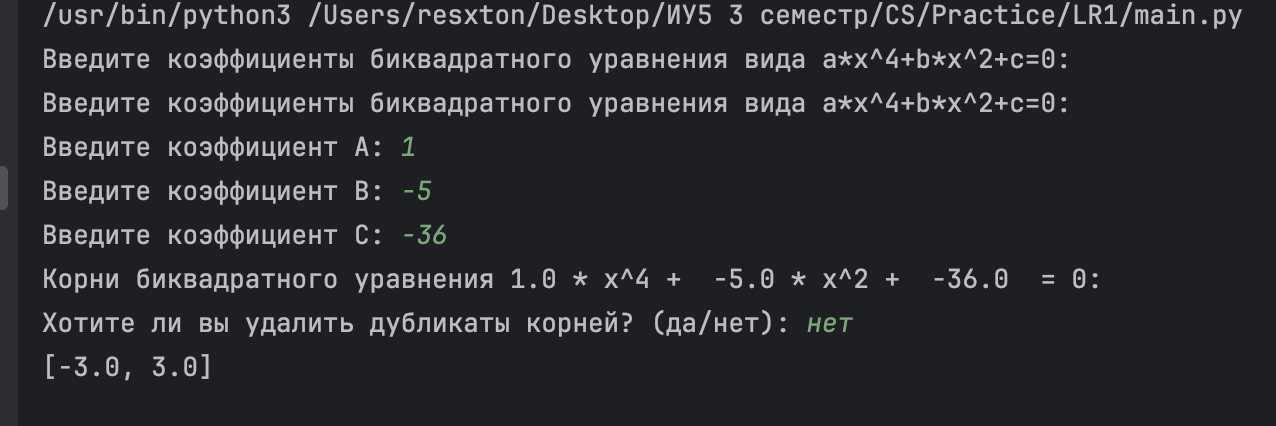 /usr/bin/python3 /Users/resxton/Desktop/ИУ5 3 семестр/CS/Practice/LR1/main.py
Введите коэффициенты биквадратного уравнения вида a*x^4+b*x^2+c=0:
Введите коэффициенты биквадратного уравнения вида a*x^4+b*x^2+c=0:
Введите коэффициент A: 1
Введите коэффициент B: -5
Введите коэффициент C: -36
Корни биквадратного уравнения 1.0 * x^4 +  -5.0 * x^2 +  -36.0  = 0:
Хотите ли вы удалить дубликаты корней? (да/нет): нет
[-3.0, 3.0]